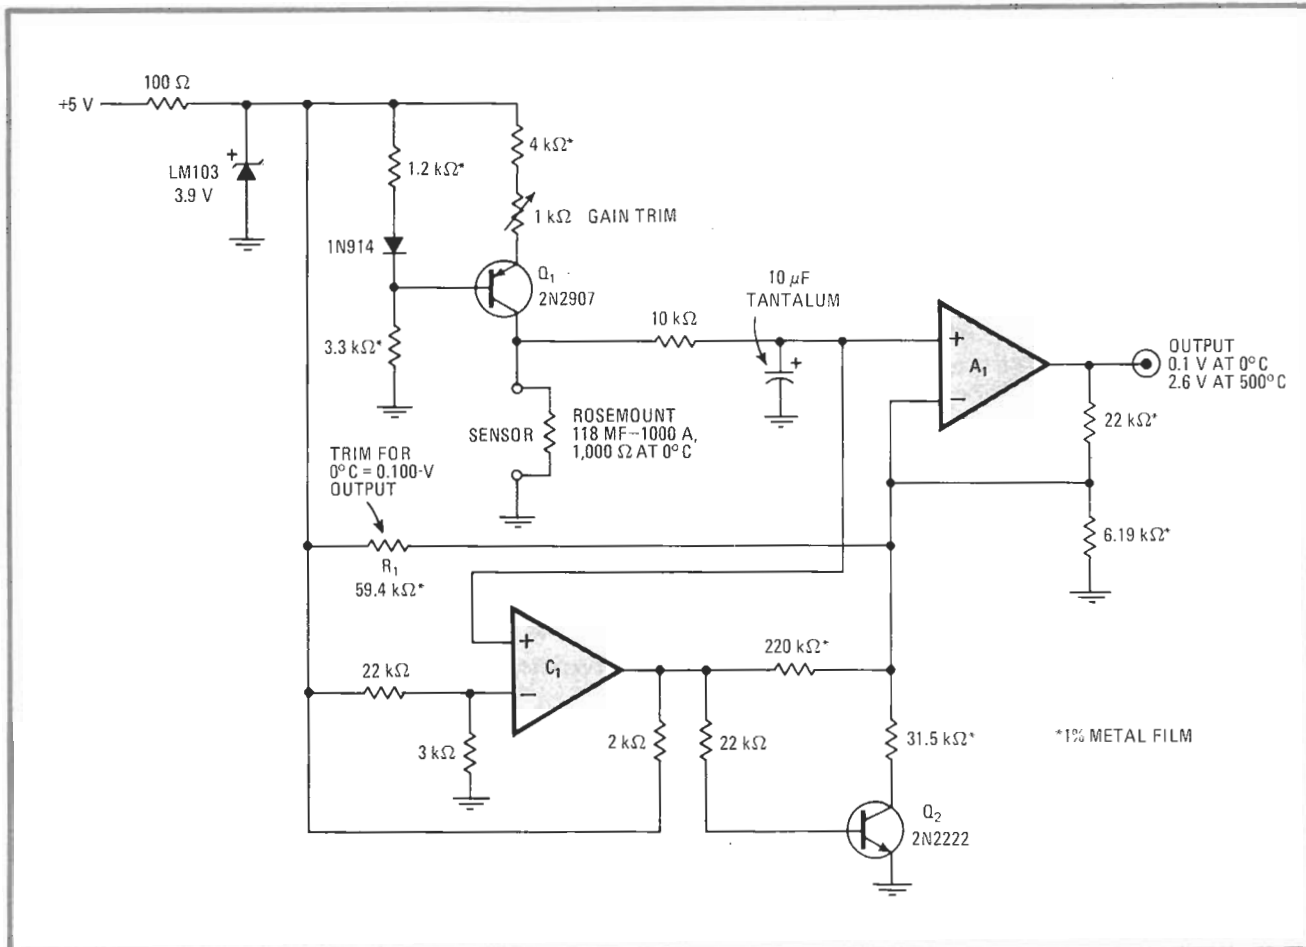 100 Ω
+5 V
+
LM103
3.9 V
1.2 kΩ*
4 kΩ*
1 kΩ GAIN TRIM
1N914
Q₁
2N2907
3.3 kΩ*
10 kΩ
10 μF
TANTALUM
+
+
−
A₁
OUTPUT
0.1 V AT 0°C
2.6 V AT 500°C
22 kΩ*
6.19 kΩ*
SENSOR
ROSEMOUNT
118 MF–1000 A,
1,000 Ω AT 0°C
TRIM FOR
0°C = 0.100-V
OUTPUT
R₁
59.4 kΩ*
+
−
C₁
22 kΩ
3 kΩ
2 kΩ
22 kΩ
220 kΩ*
31.5 kΩ*
Q₂
2N2222
*1% METAL FILM